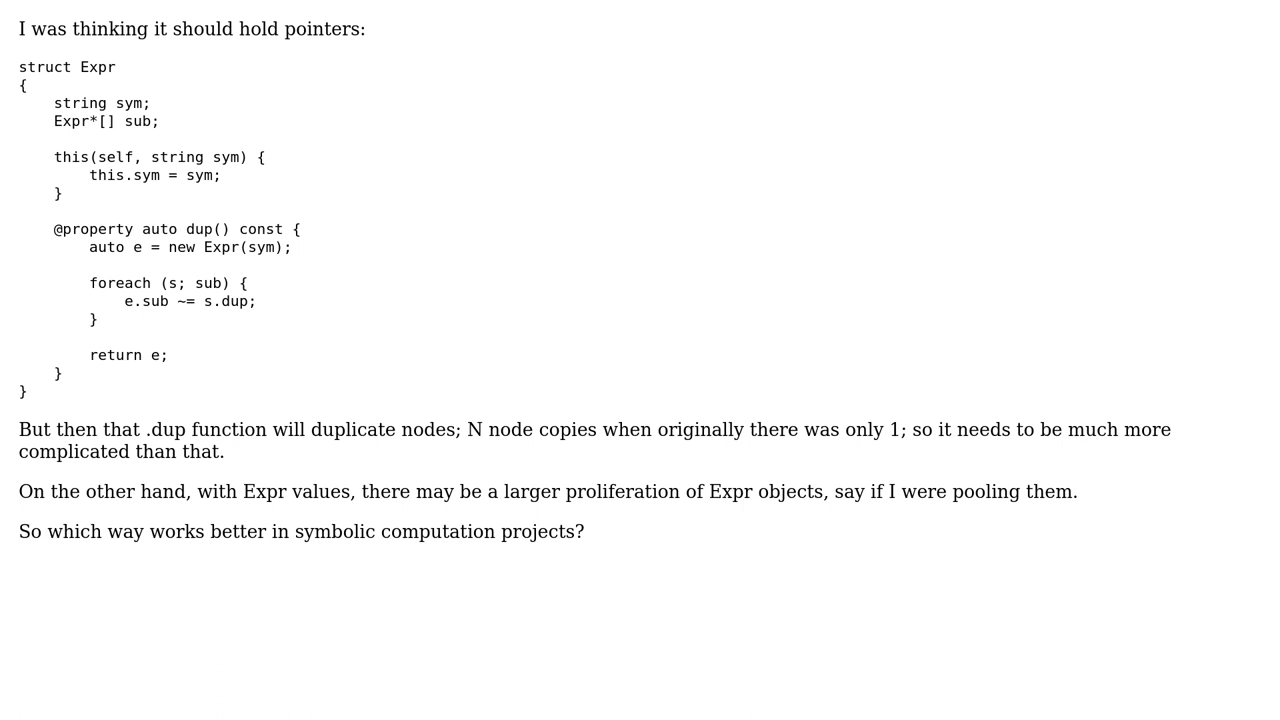 I was thinking it should hold pointers:
struct Expr
{
    string sym;
    Expr*[] sub;

    this(self, string sym) {
        this.sym = sym;
    }

    @property auto dup() const {
        auto e = new Expr(sym);

        foreach (s; sub) {
            e.sub ~= s.dup;
        }

        return e;
    }
}
But then that .dup function will duplicate nodes; N node copies when originally there was only 1; so it needs to be much more
complicated than that.
On the other hand, with Expr values, there may be a larger proliferation of Expr objects, say if I were pooling them.
So which way works better in symbolic computation projects?